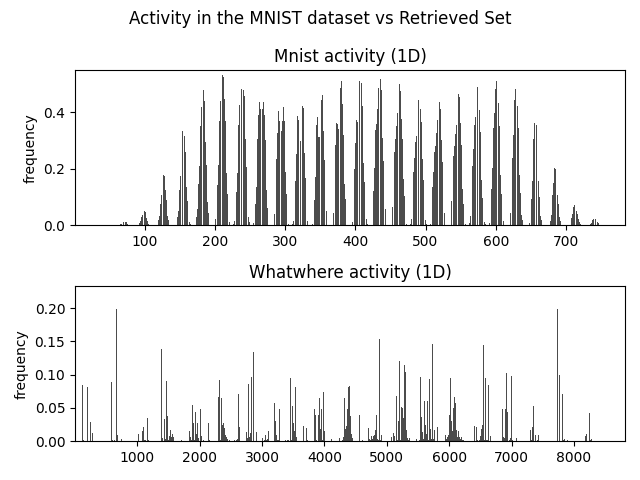 Activity in the MNIST dataset vs Retrieved Set
Mnist activity (1D)
frequency
0.4
0.2
0.0
100 200 300 400 500 600 700
Whatwhere activity (1D)
frequency
0.20
0.15
0.10
0.05
0.00
1000 2000 3000 4000 5000 6000 7000 8000